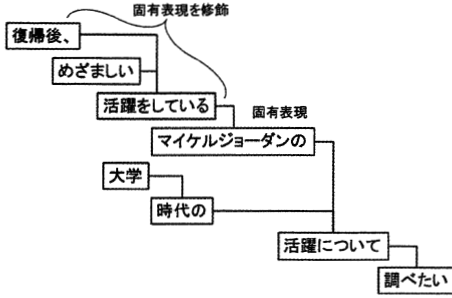 固有表現を修飾
復帰後、
めざましい
活躍をしている
固有表現
マイケルジョーダンの
大学
時代の
活躍について
調べたい